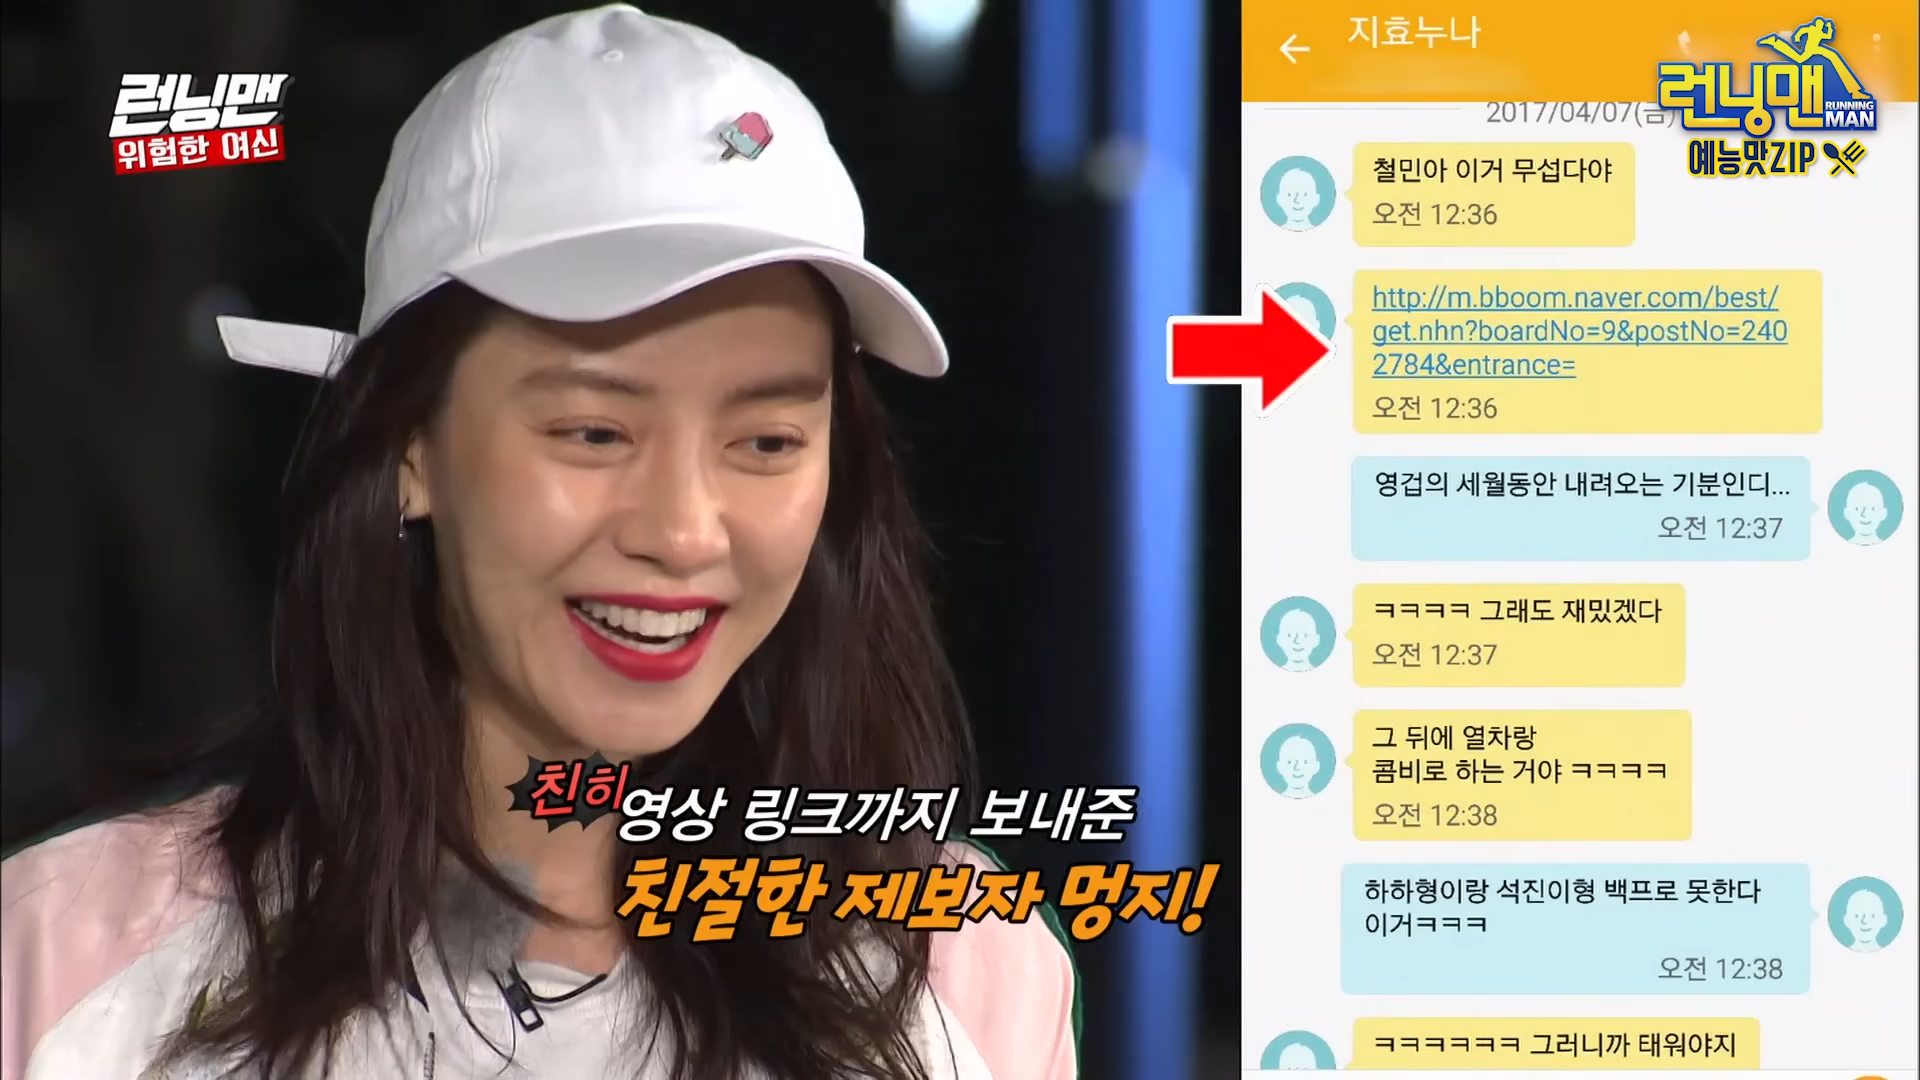 런닝맨
위험한 여신
지효누나
런닝맨
RUNNING
MAN
예능맛ZIP
2017/04/07(금)
철민아 이거 무섭다야
오전 12:36
http://m.bboom.naver.com/best/
get.nhn?boardNo=9&postNo=240
2784&entrance=
오전 12:36
영겁의 세월동안 내려오는 기분인디...
오전 12:37
ㅋㅋㅋㅋ 그래도 재밌겠다
오전 12:37
그 뒤에 열차랑
콤비로 하는 거야 ㅋㅋㅋㅋ
오전 12:38
하하형이랑 석진이형 백프로 못한다
이거ㅋㅋㅋ
오전 12:38
ㅋㅋㅋㅋㅋㅋ 그러니까 태워야지
친히 영상 링크까지 보내준
친절한 제보자 멍지!